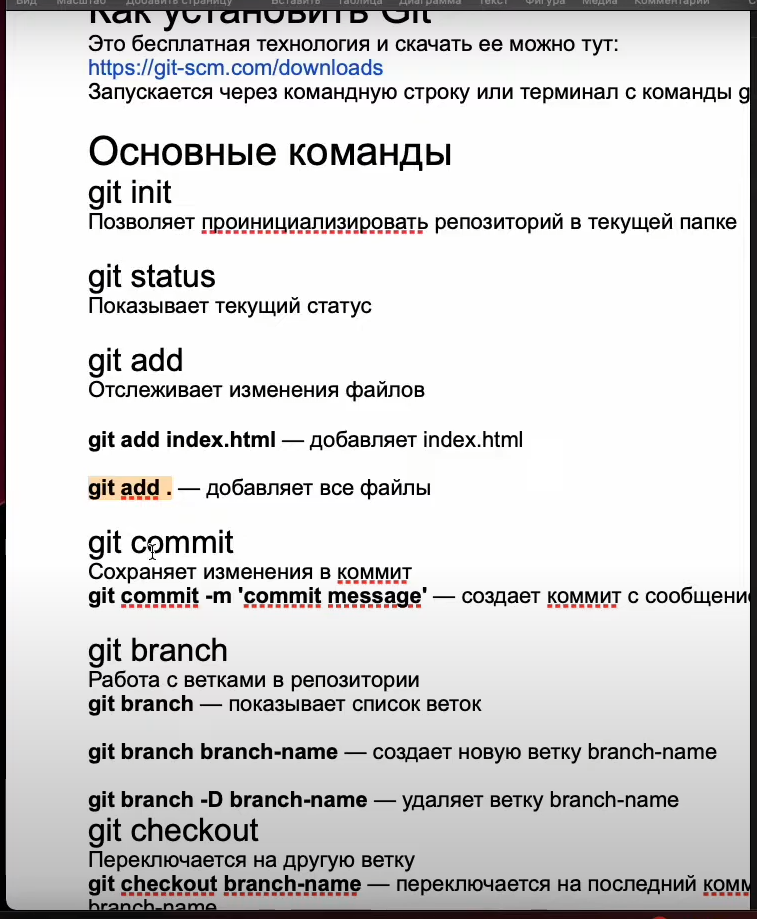 Вид Масштаб Добавить страницу Вставить Таблица Диаграмма Текст Фигура Медиа Комментарий
Как установить Git
Это бесплатная технология и скачать ее можно тут:
https://git-scm.com/downloads
Запускается через командную строку или терминал с команды g
Основные команды
git init
Позволяет проинициализировать репозиторий в текущей папке
git status
Показывает текущий статус
git add
Отслеживает изменения файлов
git add index.html — добавляет index.html
git add . — добавляет все файлы
git commit
Сохраняет изменения в коммит
git commit -m 'commit message' — создает коммит с сообщение
git branch
Работа с ветками в репозитории
git branch — показывает список веток
git branch branch-name — создает новую ветку branch-name
git branch -D branch-name — удаляет ветку branch-name
git checkout
Переключается на другую ветку
git checkout branch-name — переключается на последний комм
branch-name